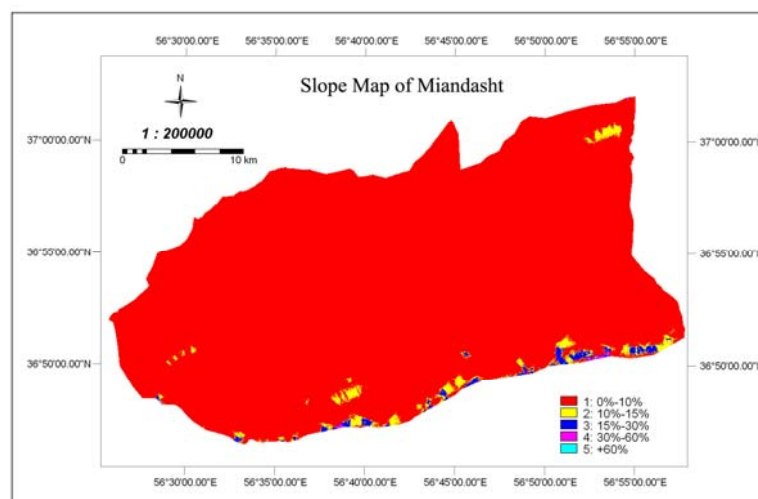 56°30'00.00"E 56°35'00.00"E 56°40'00.00"E 56°45'00.00"E 56°50'00.00"E 56°55'00.00"E
N
Slope Map of Miandasht
1 : 200000
0 10 km
37°00'00.00"N 37°00'00.00"N
36°55'00.00"N 36°55'00.00"N
36°50'00.00"N 36°50'00.00"N
1: 0%-10%
2: 10%-15%
3: 15%-30%
4: 30%-60%
5: +60%
56°30'00.00"E 56°35'00.00"E 56°40'00.00"E 56°45'00.00"E 56°50'00.00"E 56°55'00.00"E